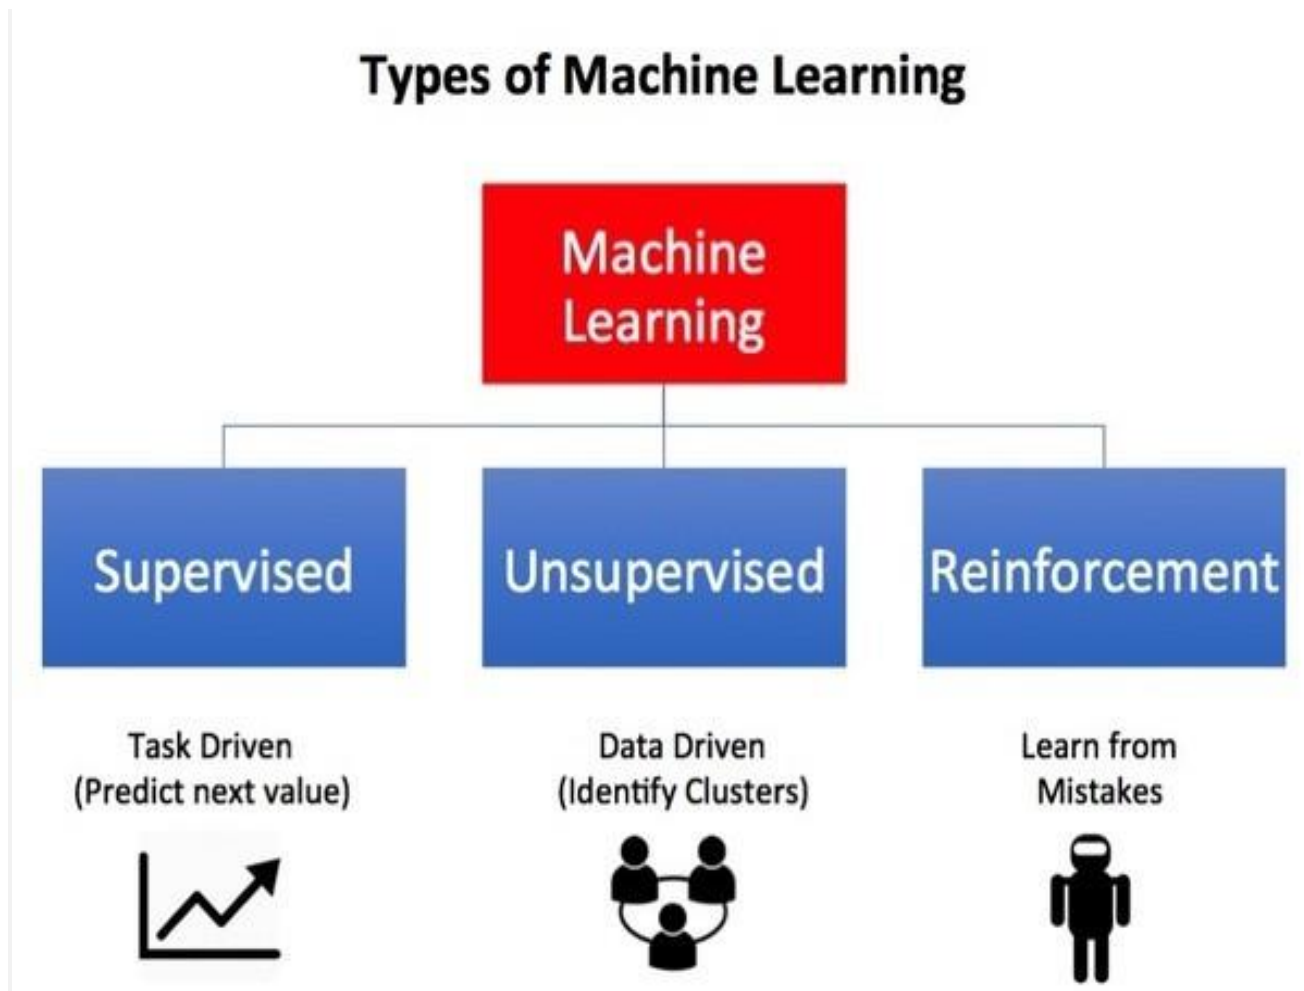 Types of Machine Learning
Machine
Learning
Supervised
Unsupervised
Reinforcement
Task Driven
(Predict next value)
Data Driven
(Identify Clusters)
Learn from
Mistakes